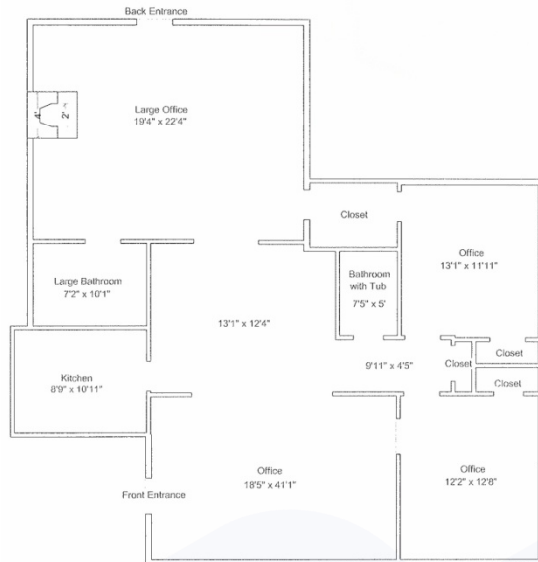 Back Entrance
Large Office
19'4" x 22'4"
4'
2'
Closet
Office
13'1" x 11'11"
Large Bathroom
7'2" x 10'1"
Bathroom
with Tub
7'5" x 5'
13'1" x 12'4"
Closet
Closet
9'11" x 4'5"
Kitchen
8'9" x 10'11"
Closet
Office
18'5" x 41'1"
Office
12'2" x 12'8"
Front Entrance